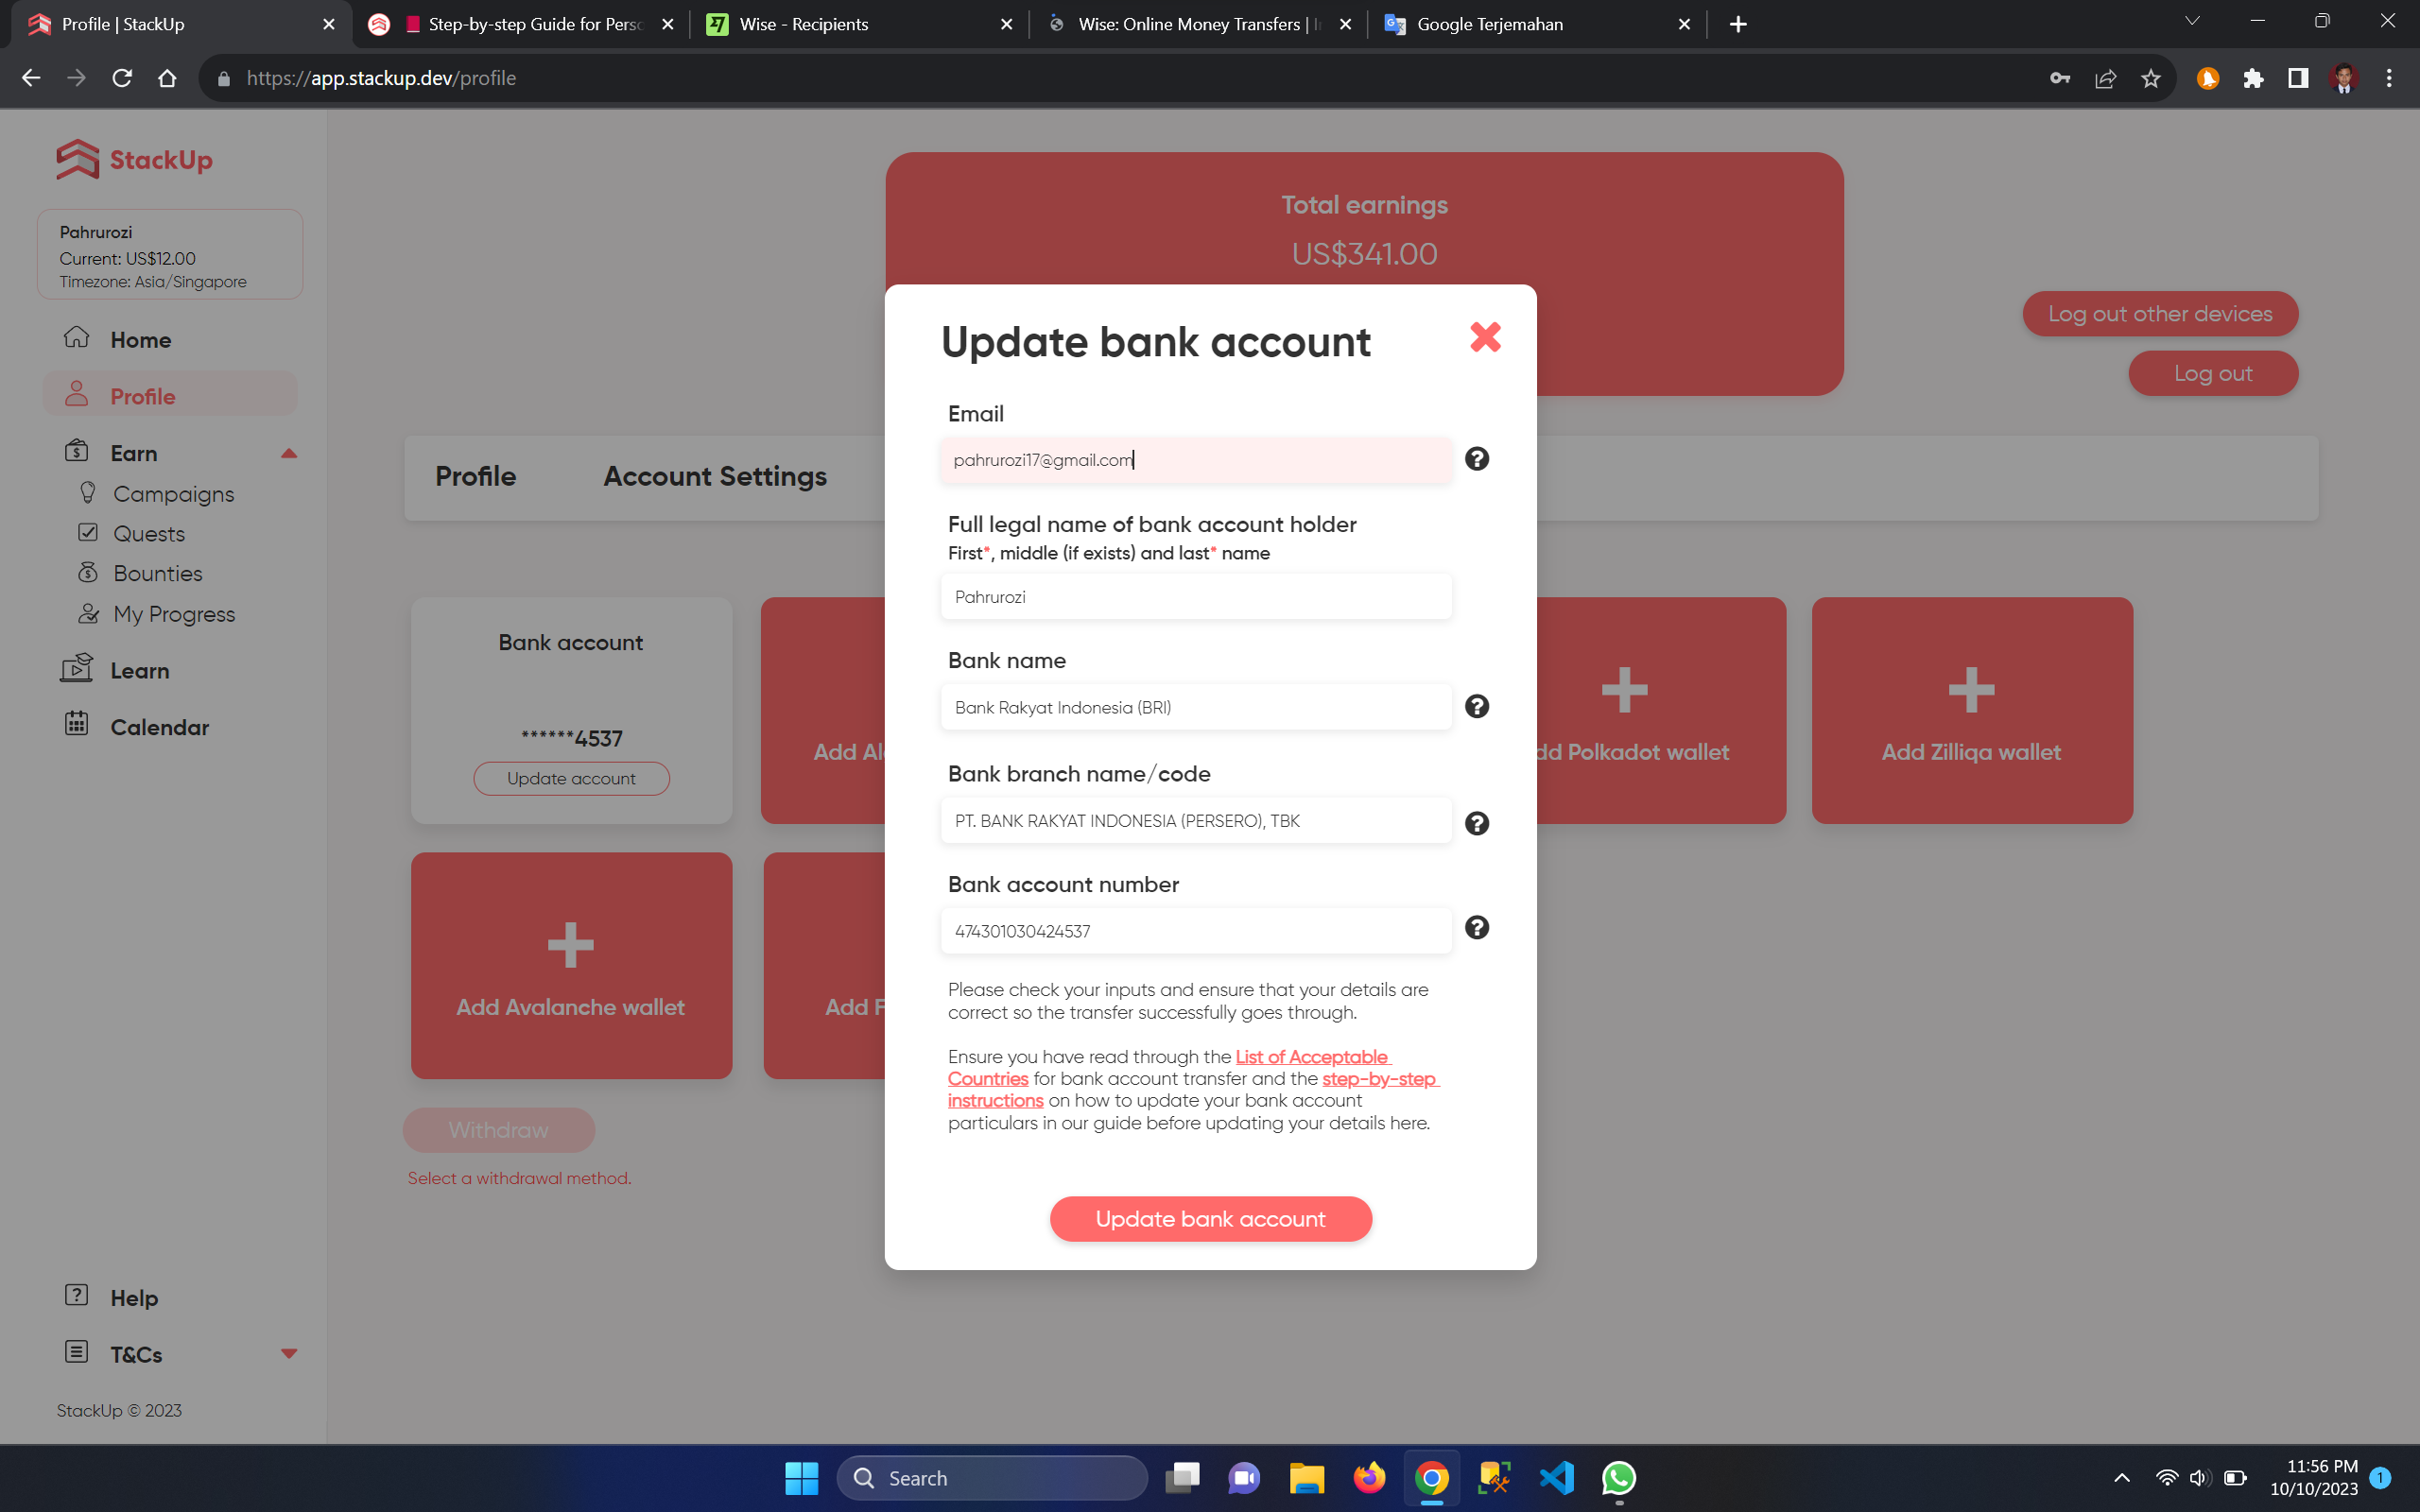 Profile | StackUp
Step-by-step Guide for Perso
Wise - Recipients
Wise: Online Money Transfers | In
Google Terjemahan
https://app.stackup.dev/profile
StackUp
Pahrurozi
Current: US$12.00
Timezone: Asia/Singapore
Home
Profile
Earn
Campaigns
Quests
Bounties
My Progress
Learn
Calendar
Help
T&Cs
StackUp © 2023
Total earnings
US$341.00
Log out other devices
Log out
Profile
Account Settings
Bank account
******4537
Update account
Add Al
dd Polkadot wallet
Add Zilliqa wallet
Add Avalanche wallet
Add F
Withdraw
Select a withdrawal method.
Update bank account
Email
pahrurozi17@gmail.com
Full legal name of bank account holder
First*, middle (if exists) and last* name
Pahrurozi
Bank name
Bank Rakyat Indonesia (BRI)
Bank branch name/code
PT. BANK RAKYAT INDONESIA (PERSERO), TBK
Bank account number
474301030424537
Please check your inputs and ensure that your details are
correct so the transfer successfully goes through.
Ensure you have read through the List of Acceptable
Countries for bank account transfer and the step-by-step
instructions on how to update your bank account
particulars in our guide before updating your details here.
Update bank account
Search
11:56 PM
10/10/2023
1